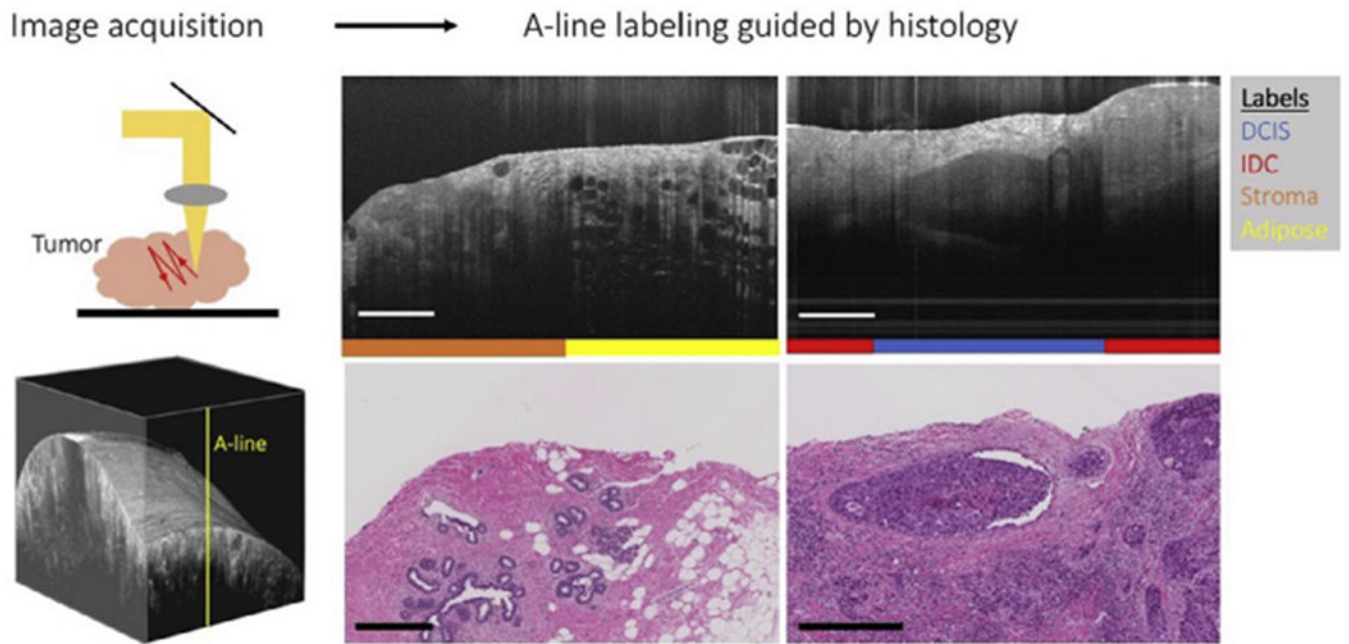 Image acquisition
A-line labeling guided by histology
Tumor
A-line
Labels
DCIS
IDC
Stroma
Adipose